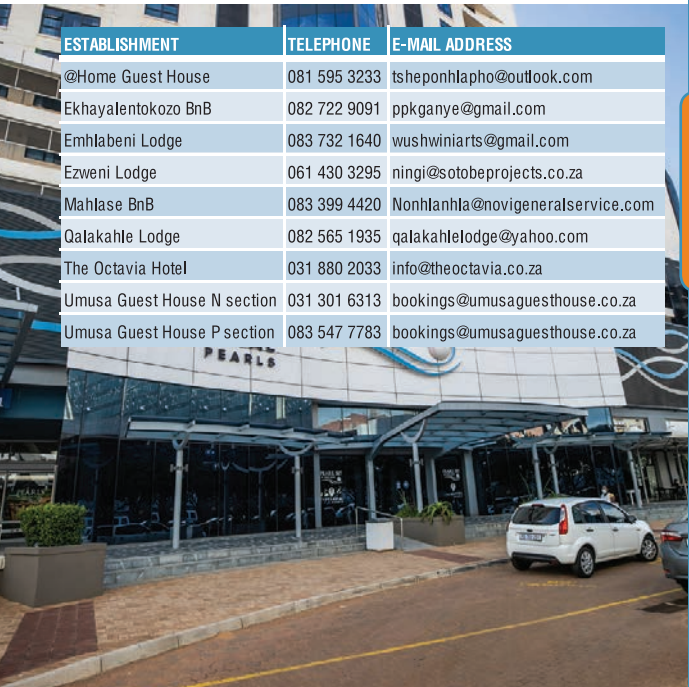 ESTABLISHMENT TELEPHONE E-MAIL ADDRESS
@Home Guest House 081 595 3233 tsheponhlapho@outlook.com
Ekhayalentokozo BnB 082 722 9091 ppkganye@gmail.com
Emhlabeni Lodge 083 732 1640 wushwiniarts@gmail.com
Ezweni Lodge 061 430 3295 ningi@sotobeprojects.co.za
Mahlase BnB 083 399 4420 Nonhlanhla@novigeneralservice.com
Qalakahle Lodge 082 565 1935 qalakahlelodge@yahoo.com
The Octavia Hotel 031 880 2033 info@theoctavia.co.za
Umusa Guest House N section 031 301 6313 bookings@umusaguesthouse.co.za
Umusa Guest House P section 083 547 7783 bookings@umusaguesthouse.co.za
PEARLS